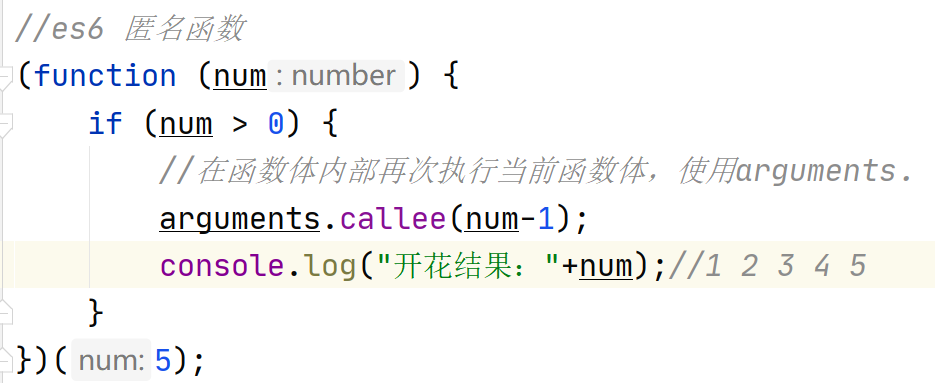 //es6 匿名函数
(function (num : number) {
if (num > 0) {
//在函数体内部再次执行当前函数体，使用arguments.
arguments.callee(num-1);
console.log("开花结果："+num);//1 2 3 4 5
}
})( num: 5);